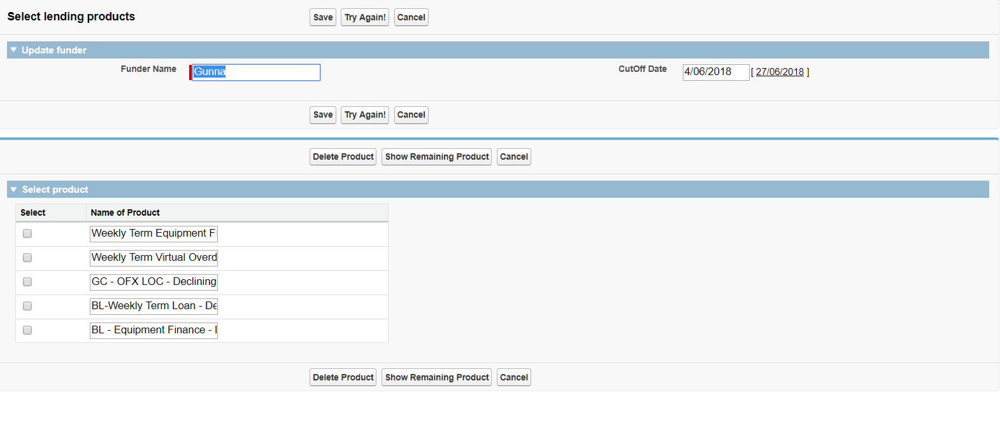 Select lending products Save Try Again! Cancel
Update funder
Funder Name Gunna CutOff Date 4/06/2018 [ 27/06/2018 ]
Save Try Again! Cancel
Delete Product Show Remaining Product Cancel
Select product
Select Name of Product
Weekly Term Equipment F
Weekly Term Virtual Overd
GC - OFX LOC - Declining
BL-Weekly Term Loan - De
BL - Equipment Finance -
Delete Product Show Remaining Product Cancel